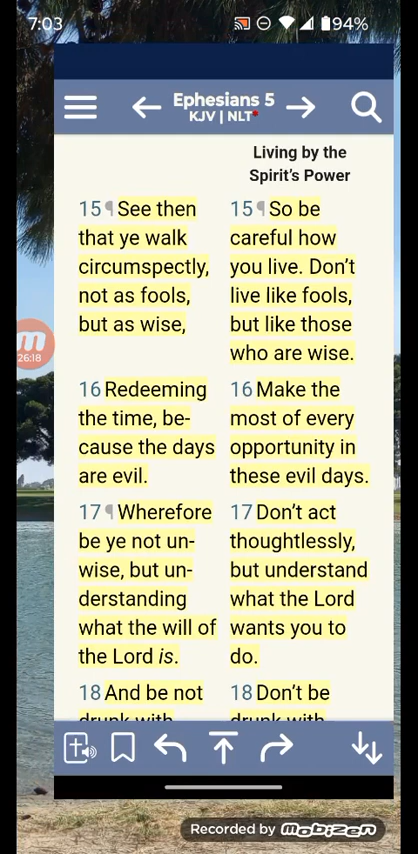 7:03
94%
Ephesians 5
KJV | NLT
Living by the
Spirit's Power
15 ¶ See then
that ye walk
circumspectly,
not as fools,
but as wise,
15 ¶ So be
careful how
you live. Don't
live like fools,
but like those
who are wise.
16 Redeeming
the time, be-
cause the days
are evil.
16 Make the
most of every
opportunity in
these evil days.
17 ¶ Wherefore
be ye not un-
wise, but un-
derstanding
what the will of
the Lord is.
17 Don't act
thoughtlessly,
but understand
what the Lord
wants you to
do.
18 And be not
drunk with
18 Don't be
drunk with
26:18
Recorded by Mobizen